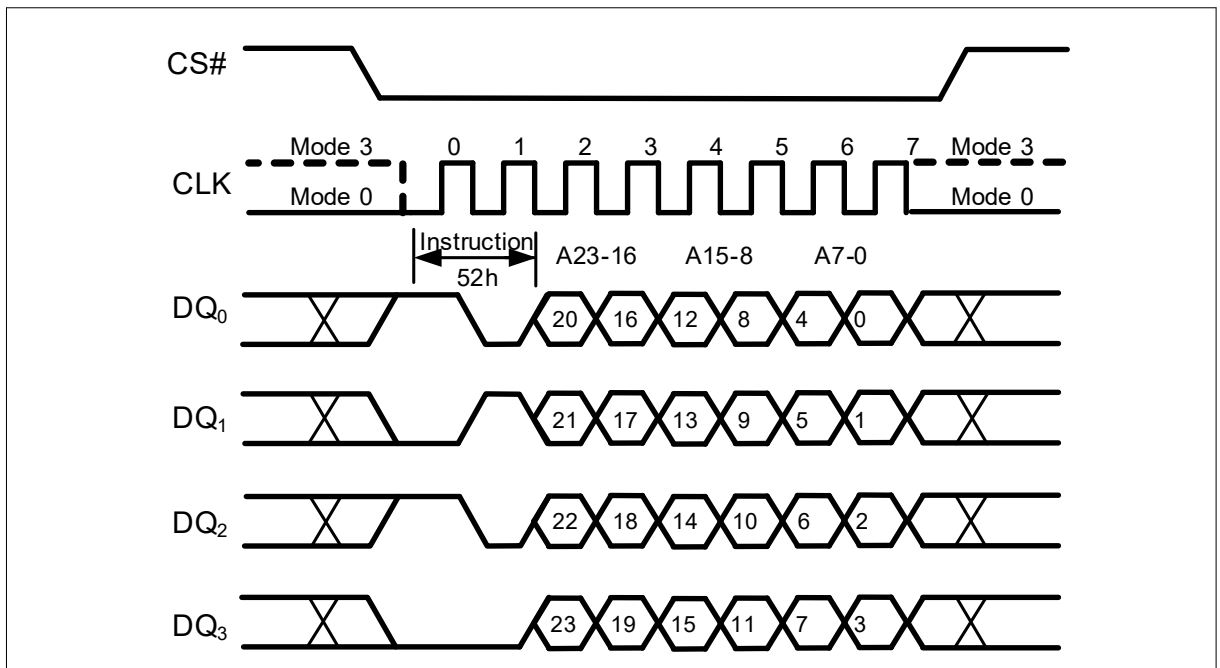 CS#
Mode 3 0 1 2 3 4 5 6 7 Mode 3
CLK
Mode 0 Mode 0
Instruction A23-16 A15-8 A7-0
52h
DQ0 20 16 12 8 4 0
DQ1 21 17 13 9 5 1
DQ2 22 18 14 10 6 2
DQ3 23 19 15 11 7 3